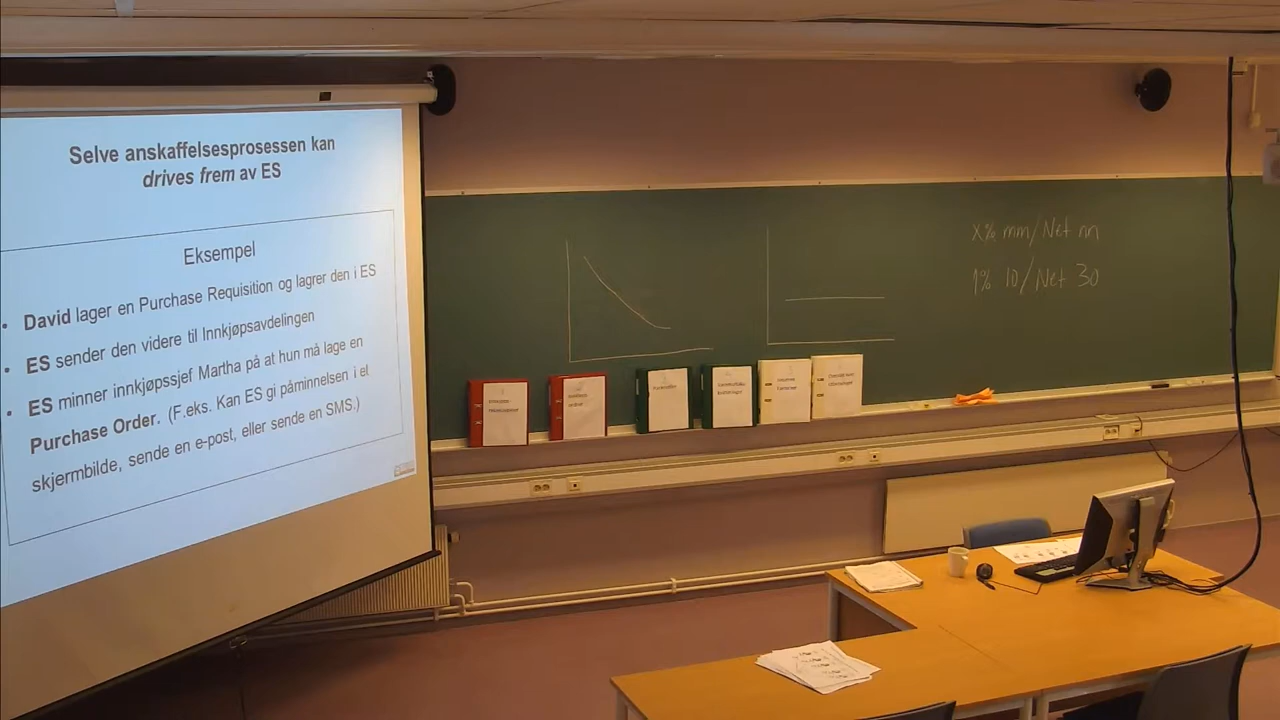 Selve anskaffelsesprosessen kan
drives frem av ES
Eksempel
• David lager en Purchase Requisition og lagrer den i ES
• ES sender den videre til Innkjøpsavdelingen
• ES minner innkjøpssjef Martha på at hun må lage en
Purchase Order. (F.eks. Kan ES gi påminnelsen i et
skjermbilde, sende en e-post, eller sende en SMS.)
X% mm/Net nn
1% 10/Net 30